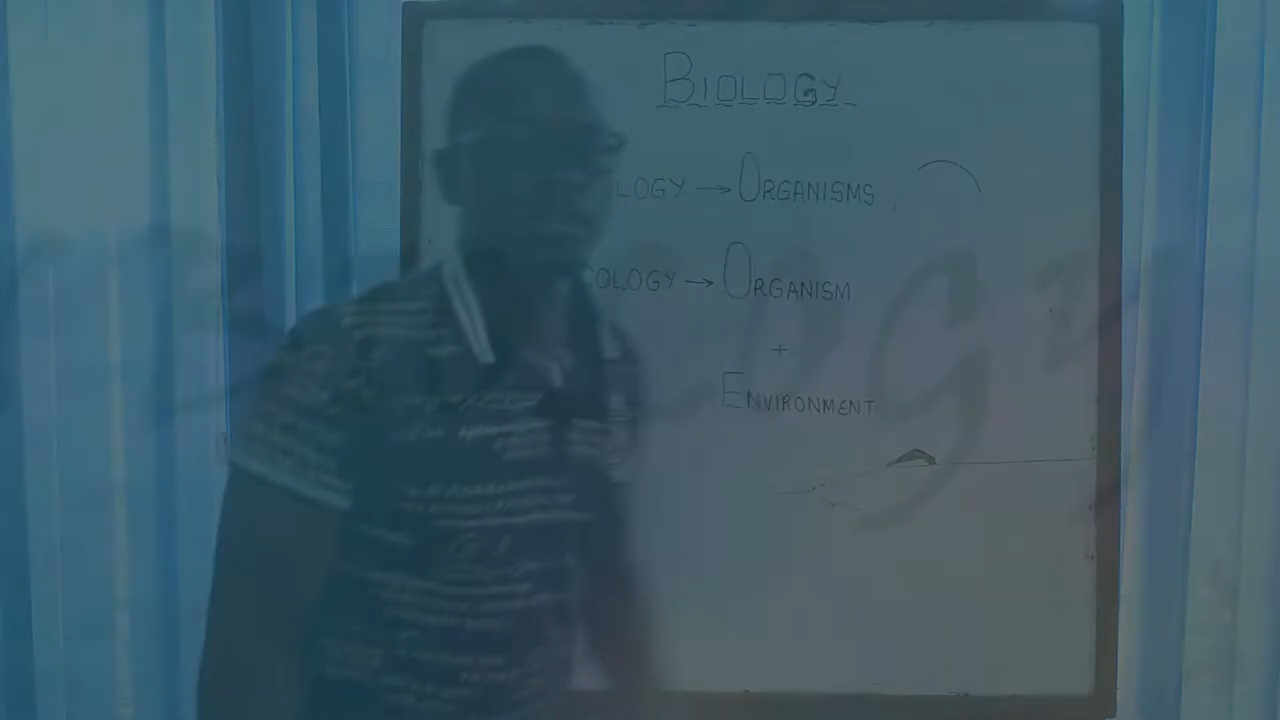 BIOLOGY
LOGY → ORGANISMS
OLOGY → ORGANISM
+
ENVIRONMENT